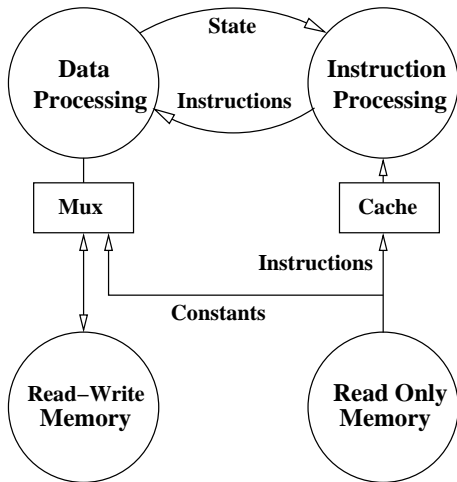 State
Data
Processing
Instruction
Processing
Instructions
Mux
Cache
Instructions
Constants
Read–Write
Memory
Read Only
Memory